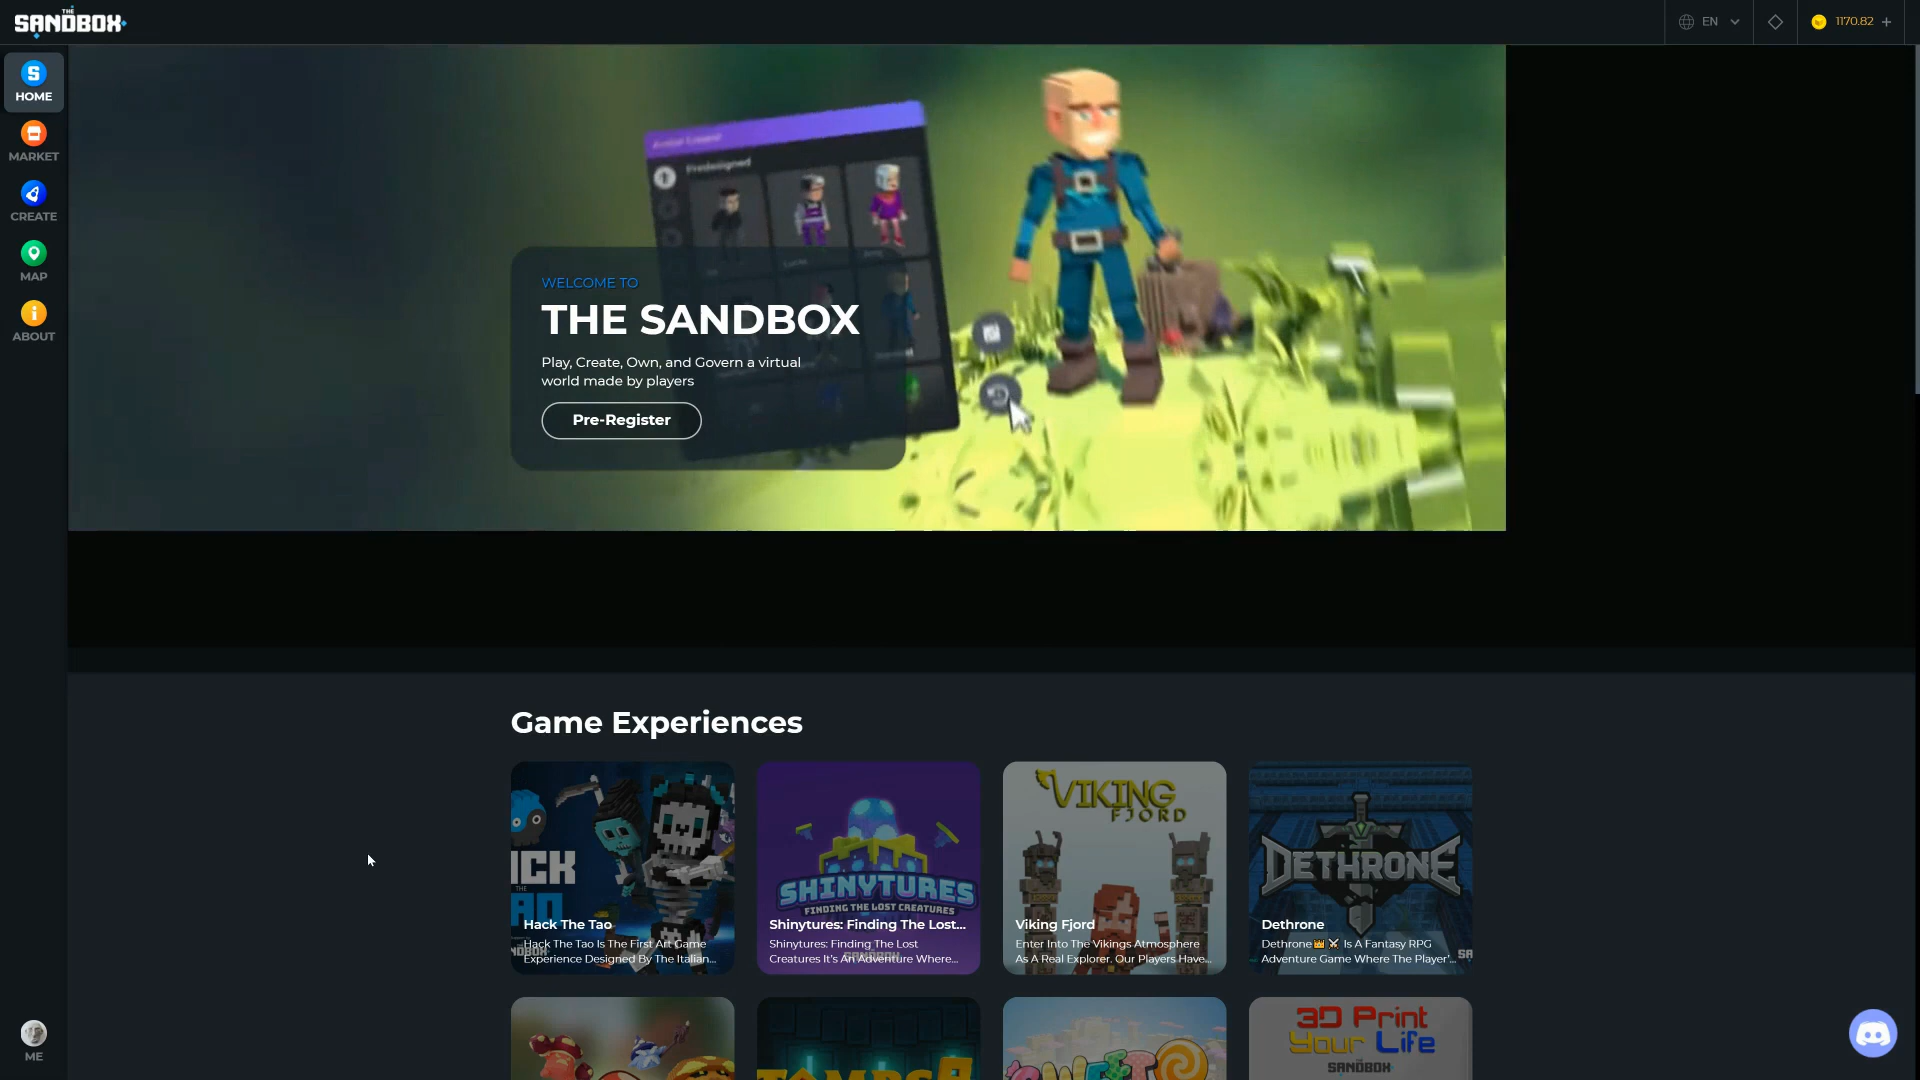 THE
SANDBOX
EN
1170.82 +
HOME
MARKET
CREATE
MAP
ABOUT
ME
Predesigned
WELCOME TO
THE SANDBOX
Play, Create, Own, and Govern a virtual
world made by players
Pre-Register
Game Experiences
Hack The Tao
Hack The Tao Is The First Art Game
Experience Designed By The Italian...
SHINYTURES
FINDING THE LOST CREATURES
Shinytures: Finding The Lost...
Shinytures: Finding The Lost
Creatures It's An Adventure Where...
VIKING
FJORD
Viking Fjord
Enter Into The Vikings Atmosphere
As A Real Explorer. Our Players Have...
DETHRONE
Dethrone
Dethrone👑⚔️ Is A Fantasy RPG
Adventure Game Where The Player'...
SWEET
3D Print
Your Life
THE
SANDBOX